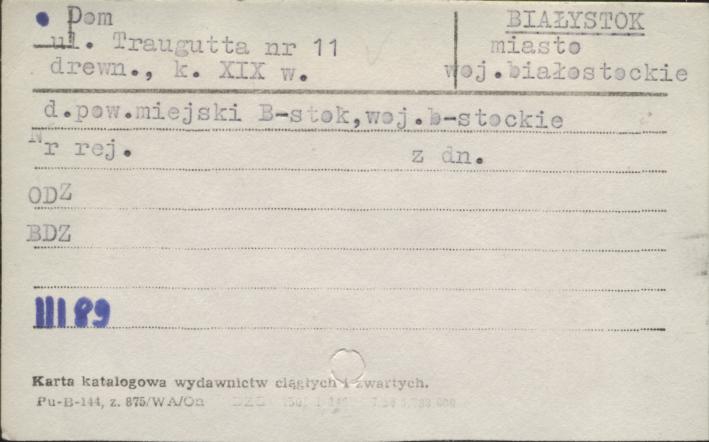 Dom
ul. Traugutta nr 11
drewn., k. XIX w.
BIAŁYSTOK
miasto
woj.białostockie
d.pow.miejski B-stok,woj.b-stockie
Nr rej. z dn.
ODZ
BDZ
III 89
Karta katalogowa wydawnictw ciągłych i zwartych.
Pu-B-144, z. 875/WA/On